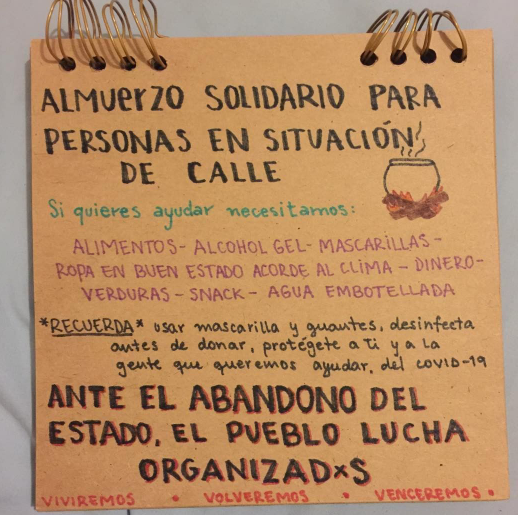 ALMUERZO SOLIDARIO PARA
PERSONAS EN SITUACIÓN
DE CALLE
Si quieres ayudar necesitamos:
ALIMENTOS - ALCOHOL GEL - MASCARILLAS -
ROPA EN BUEN ESTADO ACORDE AL CLIMA - DINERO -
VERDURAS - SNACK - AGUA EMBOTELLADA
*RECUERDA* usar mascarilla y guantes, desinfecta
antes de donar, protégete a ti y a la
gente que queremos ayudar, del COVID-19
ANTE EL ABANDONO DEL
ESTADO, EL PUEBLO LUCHA
ORGANIZADxS
VIVIREMOS • VOLVEREMOS • VENCEREMOS •